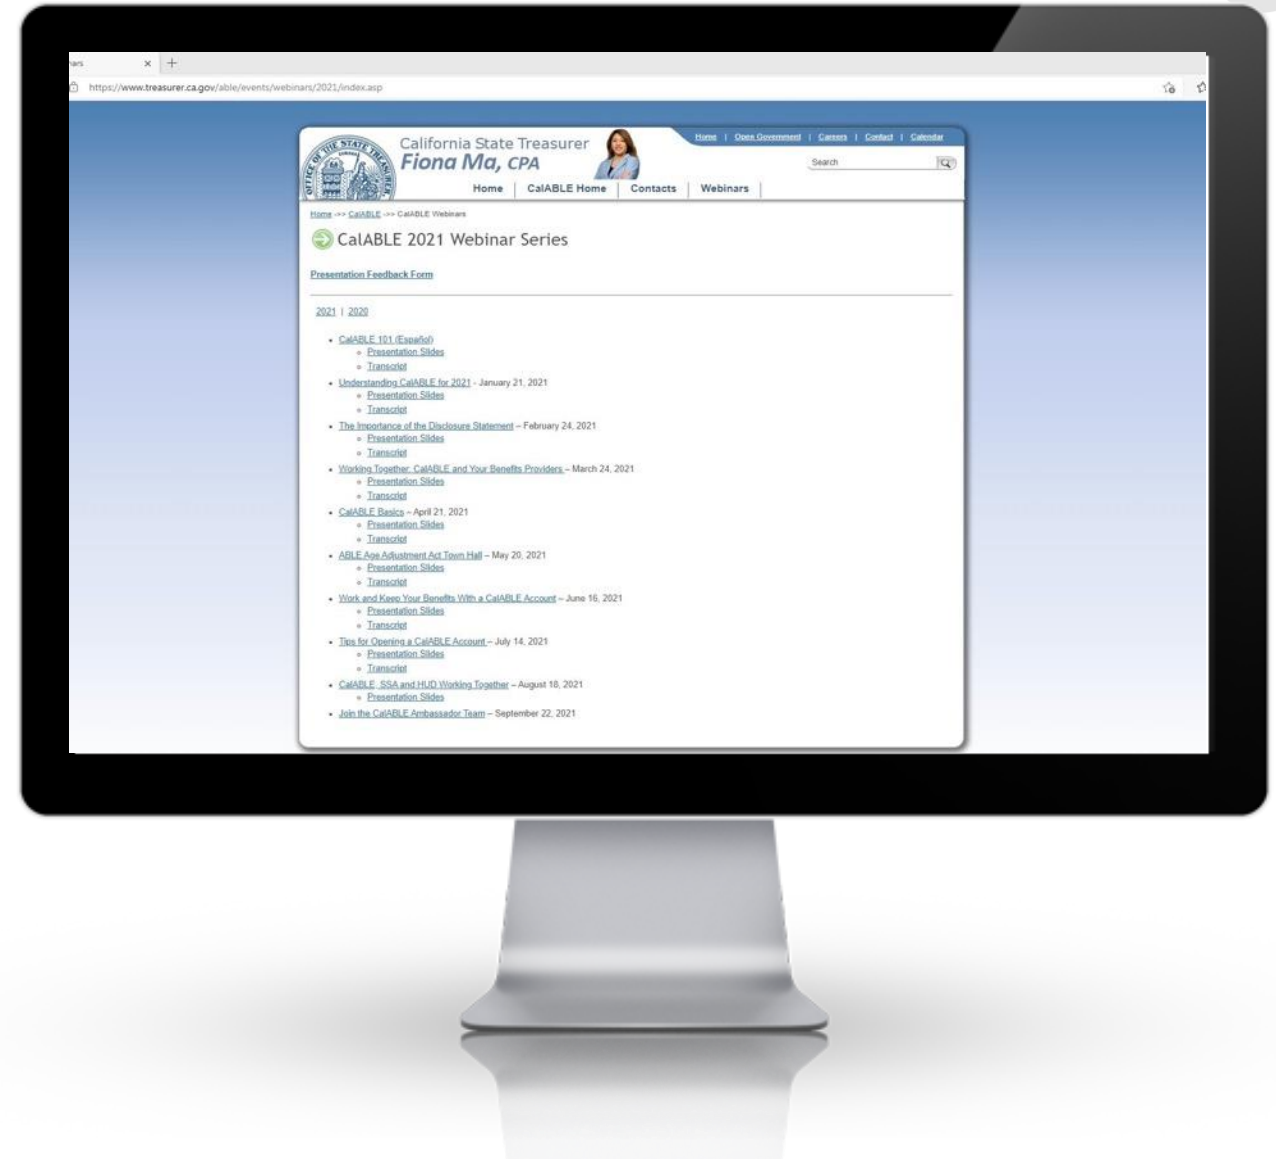 nars
https://www.treasurer.ca.gov/able/events/webinars/2021/index.asp
OFFICE OF THE STATE TREASURER
California State Treasurer
Fiona Ma, CPA
Home | Open Government | Careers | Contact | Calendar
Search
Home | CalABLE Home | Contacts | Webinars |
Home ->> CalABLE ->> CalABLE Webinars
CalABLE 2021 Webinar Series
Presentation Feedback Form
2021 | 2020
• CalABLE 101 (Español)
Presentation Slides
Transcript
• Understanding CalABLE for 2021 - January 21, 2021
Presentation Slides
Transcript
• The Importance of the Disclosure Statement – February 24, 2021
Presentation Slides
Transcript
• Working Together: CalABLE and Your Benefits Providers – March 24, 2021
Presentation Slides
Transcript
• CalABLE Basics – April 21, 2021
Presentation Slides
Transcript
• ABLE Age Adjustment Act Town Hall – May 20, 2021
Presentation Slides
Transcript
• Work and Keep Your Benefits With a CalABLE Account – June 16, 2021
Presentation Slides
Transcript
• Tips for Opening a CalABLE Account – July 14, 2021
Presentation Slides
Transcript
• CalABLE, SSA and HUD Working Together – August 18, 2021
Presentation Slides
• Join the CalABLE Ambassador Team – September 22, 2021